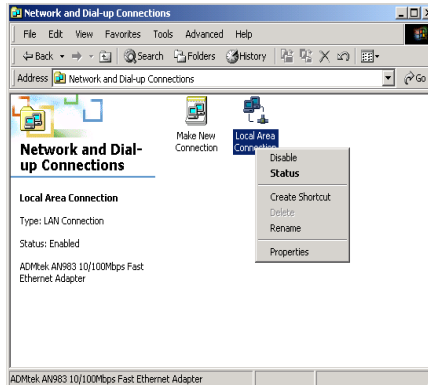 Network and Dial-up Connections
File Edit View Favorites Tools Advanced Help
Back Search Folders History
Address Network and Dial-up Connections Go
Network and Dial-up Connections
Local Area Connection
Type: LAN Connection
Status: Enabled
ADMtek AN983 10/100Mbps Fast
Ethernet Adapter
Make New
Connection
Local Area
Connection
Disable
Status
Create Shortcut
Delete
Rename
Properties
ADMtek AN983 10/100Mbps Fast Ethernet Adapter